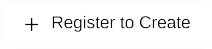 + Register to Create